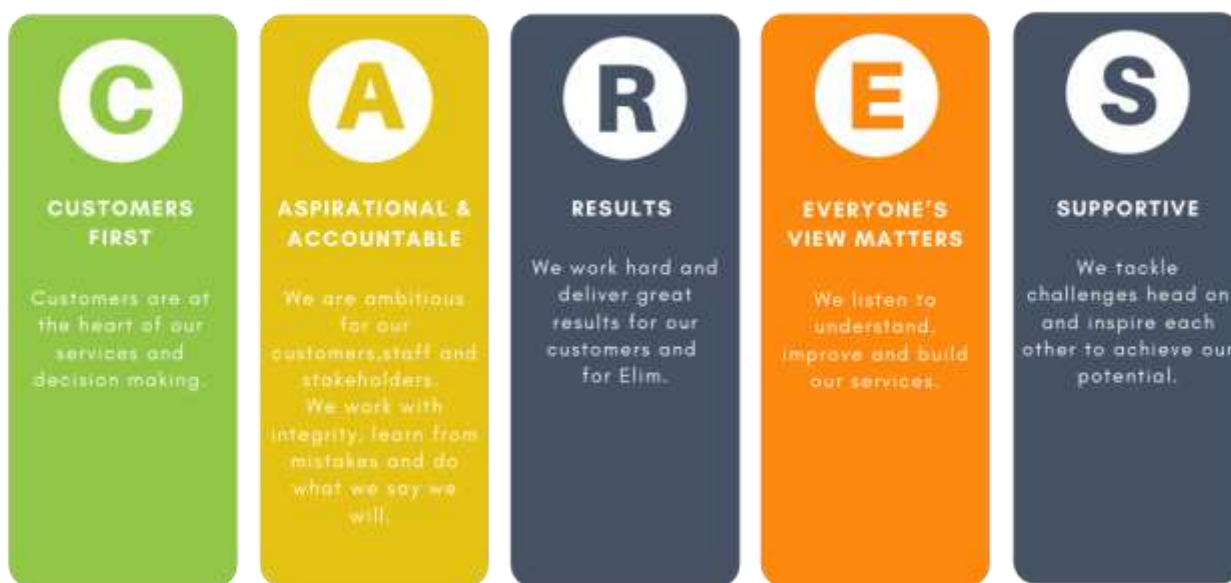 C
CUSTOMERS
FIRST
Customers are at
the heart of our
services and
decision making.
A
ASPIRATIONAL &
ACCOUNTABLE
We are ambitious
for our
customers,staff and
stakeholders.
We work with
integrity, learn from
mistakes and do
what we say we
will.
R
RESULTS
We work hard and
deliver great
results for our
customers and
for Elim.
E
EVERYONE'S
VIEW MATTERS
We listen to
understand,
improve and build
our services.
S
SUPPORTIVE
We tackle
challenges head on
and inspire each
other to achieve our
potential.